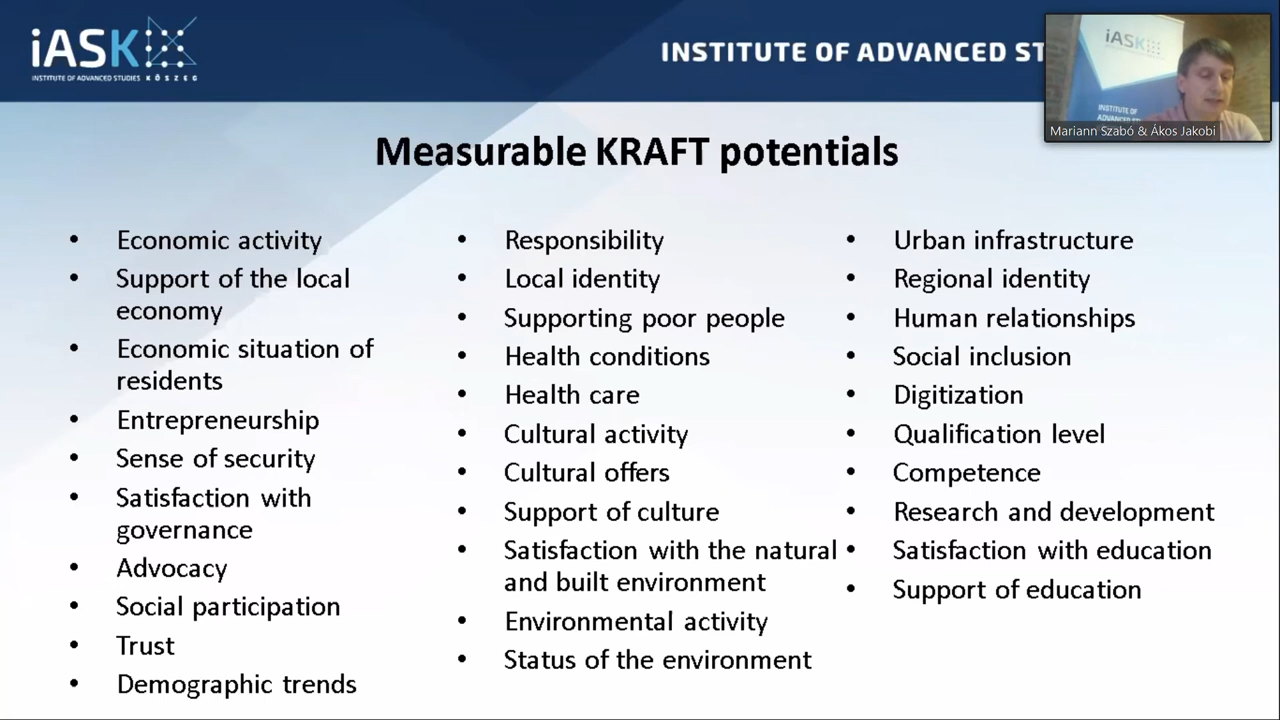 iASK
INSTITUTE OF ADVANCED STUDIES KŐSZEG
INSTITUTE OF ADVANCED ST
iASK
INSTITUTE OF
ADVANCED
Mariann Szabó & Ákos Jakobi
Measurable KRAFT potentials
• Economic activity
• Support of the local
economy
• Economic situation of
residents
• Entrepreneurship
• Sense of security
• Satisfaction with
governance
• Advocacy
• Social participation
• Trust
• Demographic trends
• Responsibility
• Local identity
• Supporting poor people
• Health conditions
• Health care
• Cultural activity
• Cultural offers
• Support of culture
• Satisfaction with the natural
and built environment
• Environmental activity
• Status of the environment
• Urban infrastructure
• Regional identity
• Human relationships
• Social inclusion
• Digitization
• Qualification level
• Competence
• Research and development
• Satisfaction with education
• Support of education